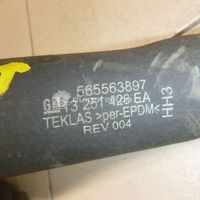 565563897
GM 13 251 428 EA
TEKLAS >per-EPDM<
REV 004
HH3